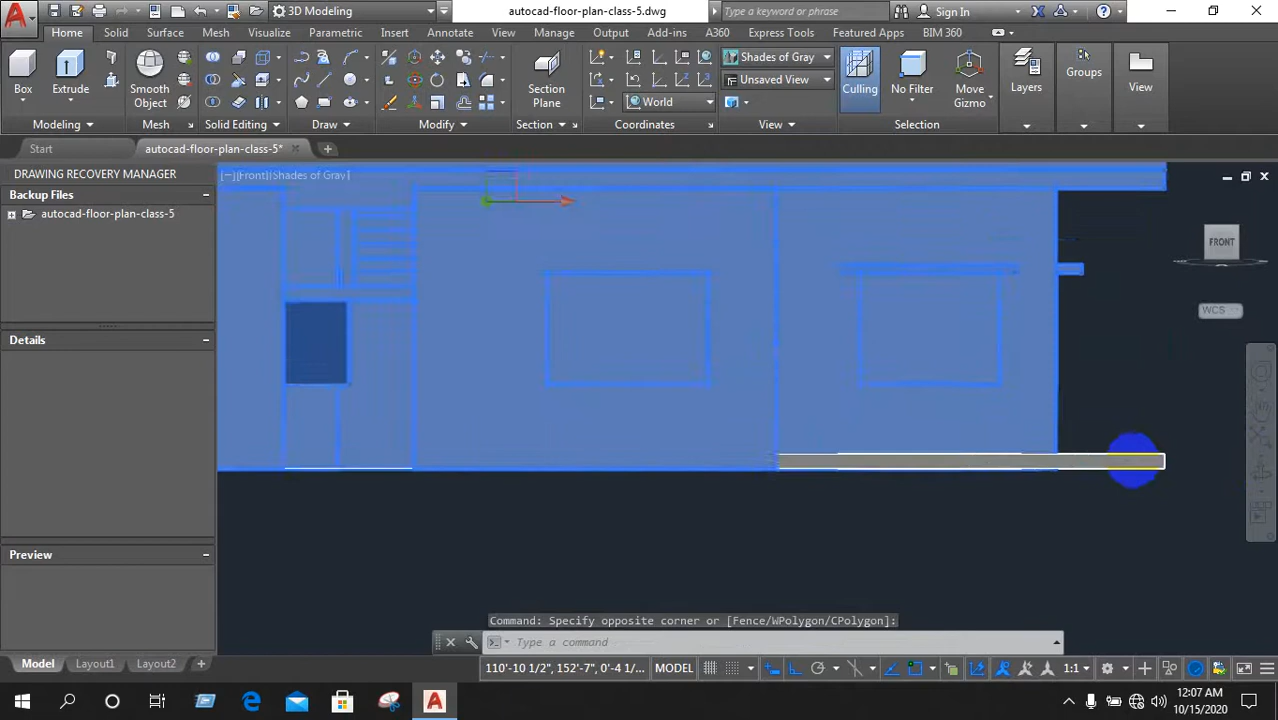 3D Modeling
autocad-floor-plan-class-5.dwg
Type a keyword or phrase
Sign In
Home Solid Surface Mesh Visualize Parametric Insert Annotate View Manage Output Add-ins A360 Express Tools Featured Apps BIM 360
Box Extrude Smooth Object Section Plane Shades of Gray Unsaved View World Culling No Filter Move Gizmo Layers Groups View
Modeling Mesh Solid Editing Draw Modify Section Coordinates View Selection
Start autocad-floor-plan-class-5*
DRAWING RECOVERY MANAGER
Backup Files
autocad-floor-plan-class-5
Details
Preview
[−][Front][Shades of Gray]
FRONT
WCS
Command: Specify opposite corner or [Fence/WPolygon/CPolygon]:
Type a command
Model Layout1 Layout2
110'-10 1/2", 152'-7", 0'-4 1/... MODEL 1:1
12:07 AM
10/15/2020